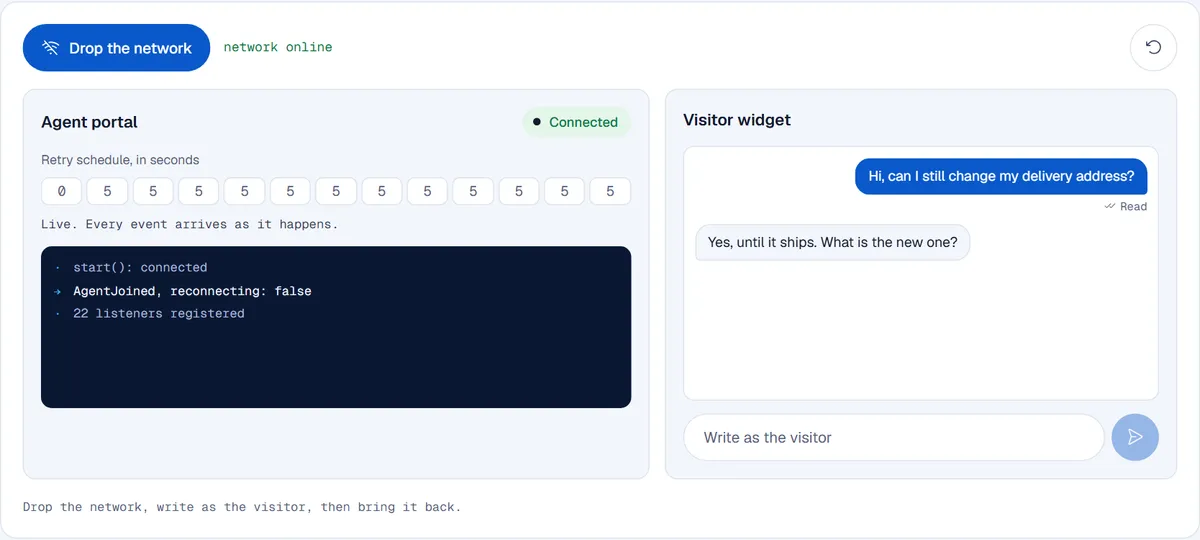 Drop the network
network online
Agent portal
Connected
Retry schedule, in seconds
0 5 5 5 5 5 5 5 5 5 5 5 5
Live. Every event arrives as it happens.
· start(): connected
→ AgentJoined, reconnecting: false
· 22 listeners registered
Visitor widget
Hi, can I still change my delivery address?
Read
Yes, until it ships. What is the new one?
Write as the visitor
Drop the network, write as the visitor, then bring it back.